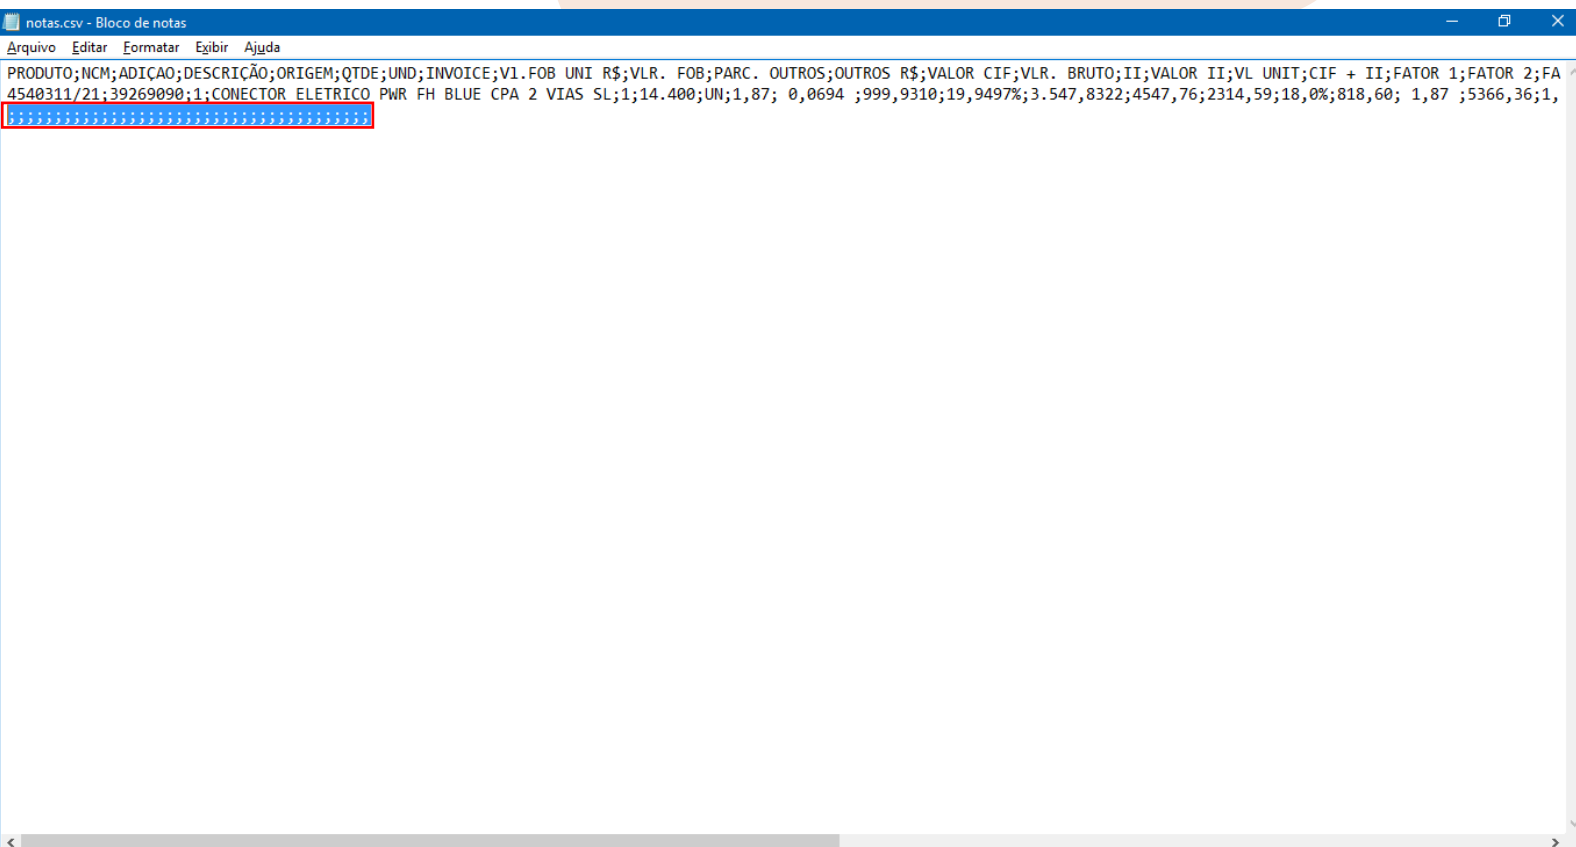 notas.csv - Bloco de notas
Arquivo Editar Formatar Exibir Ajuda
PRODUTO;NCM;ADIÇAO;DESCRIÇÃO;ORIGEM;QTDE;UND;INVOICE;Vl.FOB UNI R$;VLR. FOB;PARC. OUTROS;OUTROS R$;VALOR CIF;VLR. BRUTO;II;VALOR II;VL UNIT;CIF + II;FATOR 1;FATOR 2;FA
4540311/21;39269090;1;CONECTOR ELETRICO PWR FH BLUE CPA 2 VIAS SL;1;14.400;UN;1,87; 0,0694 ;999,9310;19,9497%;3.547,8322;4547,76;2314,59;18,0%;818,60; 1,87 ;5366,36;1,
;;;;;;;;;;;;;;;;;;;;;;;;;;;;;;;;;;;;;;;